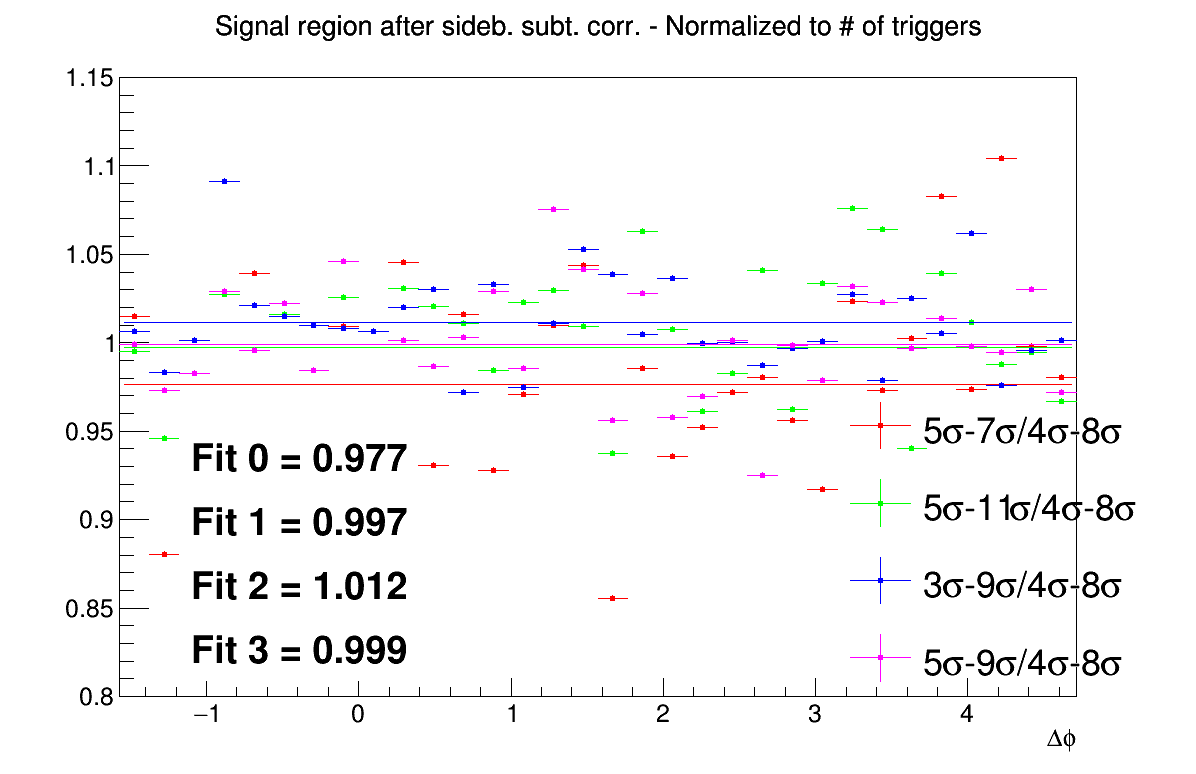 Signal region after sideb. subt. corr. - Normalized to # of triggers
1.15
1.1
1.05
1
0.95
0.9
0.85
0.8
Fit 0 = 0.977
Fit 1 = 0.997
Fit 2 = 1.012
Fit 3 = 0.999
5σ-7σ/4σ-8σ
5σ-11σ/4σ-8σ
3σ-9σ/4σ-8σ
5σ-9σ/4σ-8σ
−1 0 1 2 3 4
Δϕ